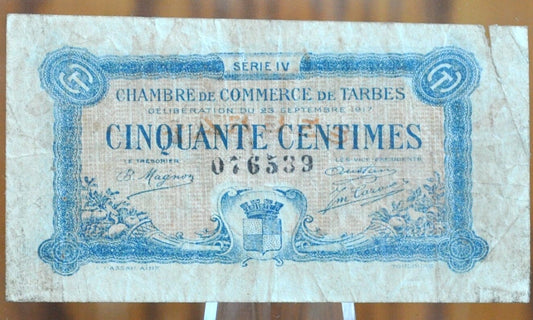 SERIE IV
CHAMBRE DE COMMERCE DE TARBES
DÉLIBÉRATION DU 25 SEPTEMBRE 1917
CINQUANTE CENTIMES
LE TRÉSORIER
LES VICE-PRÉSIDENTS
076539
B. Magnon